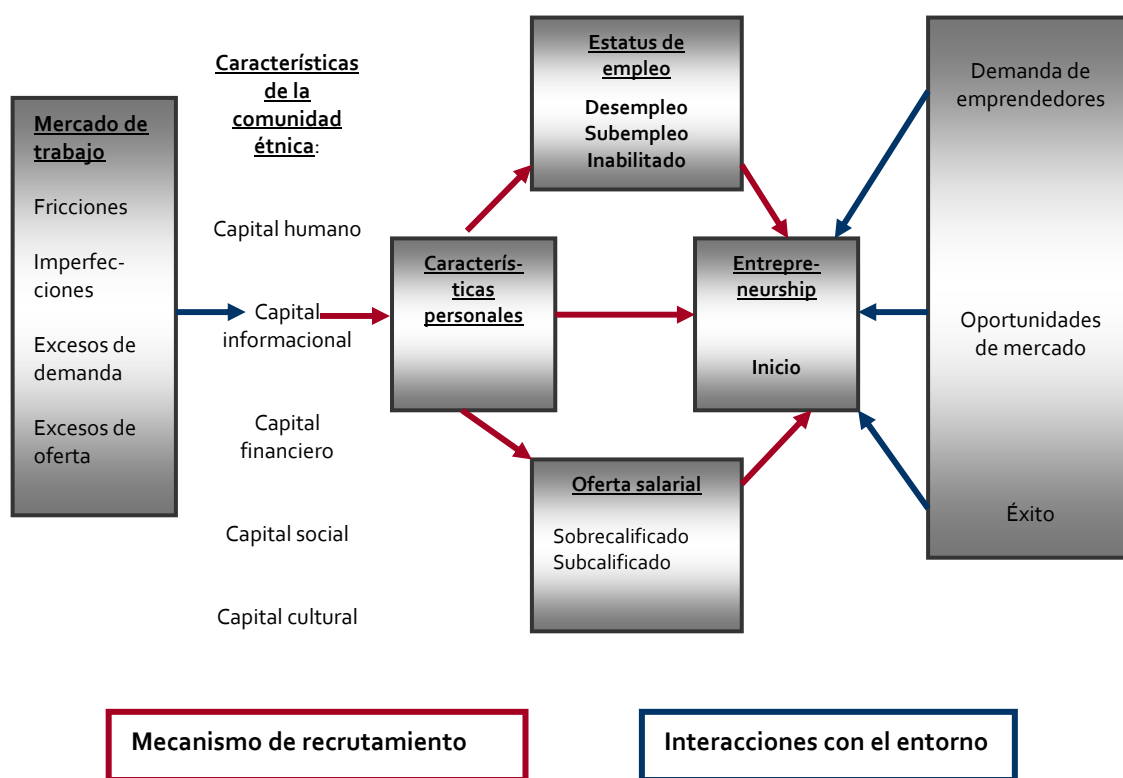 Mercado de
trabajo
Fricciones
Imperfec-
ciones
Excesos de
demanda
Excesos de
oferta
Características
de la
comunidad
étnica:
Capital humano
Capital
informacional
Capital
financiero
Capital social
Capital cultural
Caracterís-
ticas
personales
Estatus de
empleo
Desempleo
Subempleo
Inabilitado
Oferta salarial
Sobrecalificado
Subcalificado
Entrepre-
neurship
Inicio
Demanda de
emprendedores
Oportunidades
de mercado
Éxito
Mecanismo de recrutamiento
Interacciones con el entorno